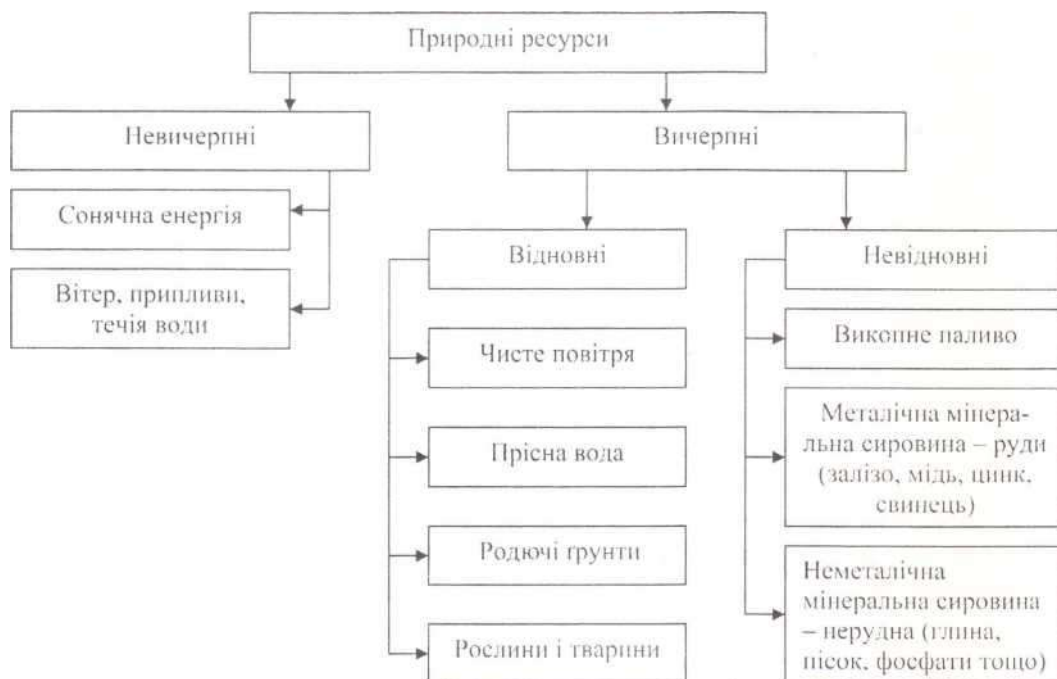 Природні ресурси
Невичерпні
Вичерпні
Сонячна енергія
Вітер, припливи,
течія води
Відновні
Чисте повітря
Прісна вода
Родючі ґрунти
Рослини і тварини
Невідновні
Викопне паливо
Металічна мінера-
льна сировина – руди
(залізо, мідь, цинк,
свинець)
Неметалічна
мінеральна сировина
– нерудна (глина,
пісок, фосфати тощо)